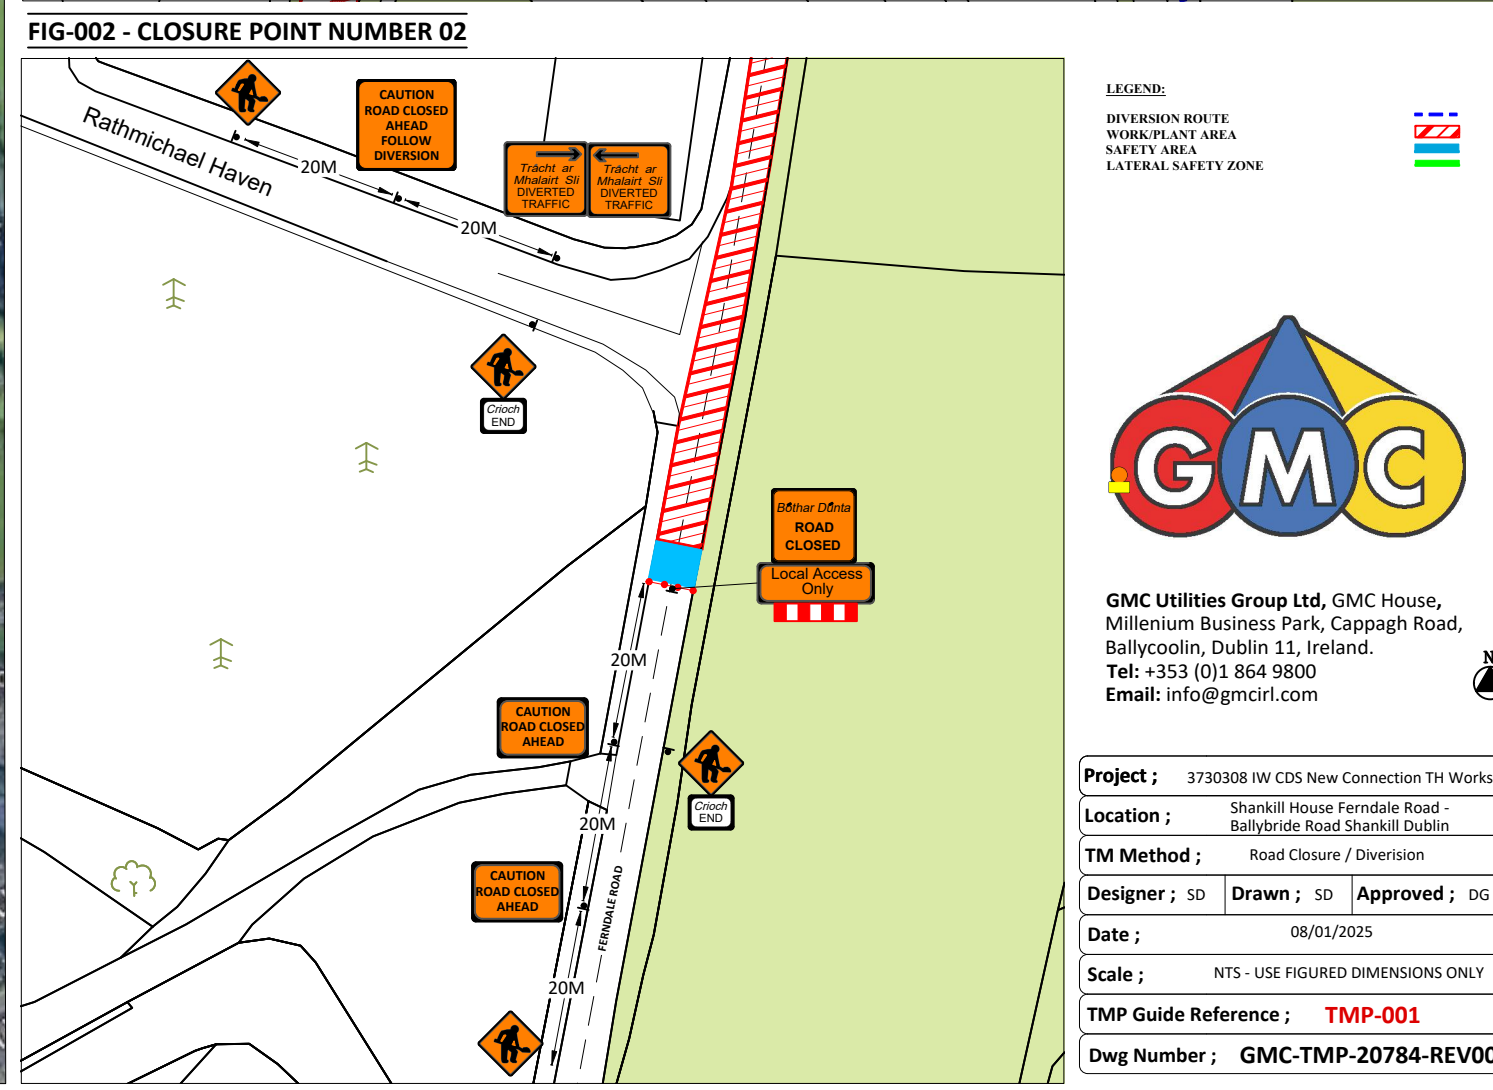 FIG-002 - CLOSURE POINT NUMBER 02
CAUTION
ROAD CLOSED
AHEAD
FOLLOW
DIVERSION
Rathmichael Haven
20M
20M
Tràcht ar
Mhalairt Sli
DIVERTED
TRAFFIC
Tràcht ar
Mhalairt Sli
DIVERTED
TRAFFIC
Crioch
END
Bóthar Dúnta
ROAD
CLOSED
Local Access
Only
20M
CAUTION
ROAD CLOSED
AHEAD
Crioch
END
20M
CAUTION
ROAD CLOSED
AHEAD
FERNDALE ROAD
20M
LEGEND:
DIVERSION ROUTE
WORK/PLANT AREA
SAFETY AREA
LATERAL SAFETY ZONE
GMC
GMC Utilities Group Ltd, GMC House,
Millenium Business Park, Cappagh Road,
Ballycoolin, Dublin 11, Ireland.
Tel: +353 (0)1 864 9800
Email: info@gmcirl.com
N
Project ; 3730308 IW CDS New Connection TH Works
Location ; Shankill House Ferndale Road -
Ballybride Road Shankill Dublin
TM Method ; Road Closure / Diverision
Designer ; SD Drawn ; SD Approved ; DG
Date ; 08/01/2025
Scale ; NTS - USE FIGURED DIMENSIONS ONLY
TMP Guide Reference ; TMP-001
Dwg Number ; GMC-TMP-20784-REV00